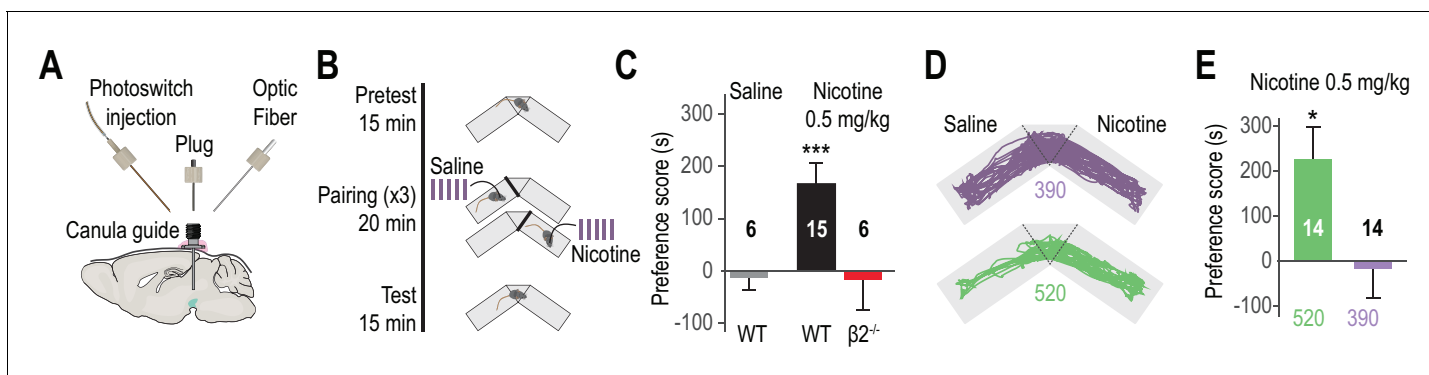 A
Photoswitch
injection
Optic
Fiber
Plug
Canula guide
B
Pretest
15 min
Saline
Pairing (x3)
20 min
Nicotine
Test
15 min
C
Saline
Nicotine
0.5 mg/kg
Preference score (s)
300
200
100
0
-100
***
6
15
6
WT
WT
β2-/-
D
Saline
Nicotine
390
520
E
Nicotine 0.5 mg/kg
Preference score (s)
300
200
100
0
-100
*
14
14
520
390